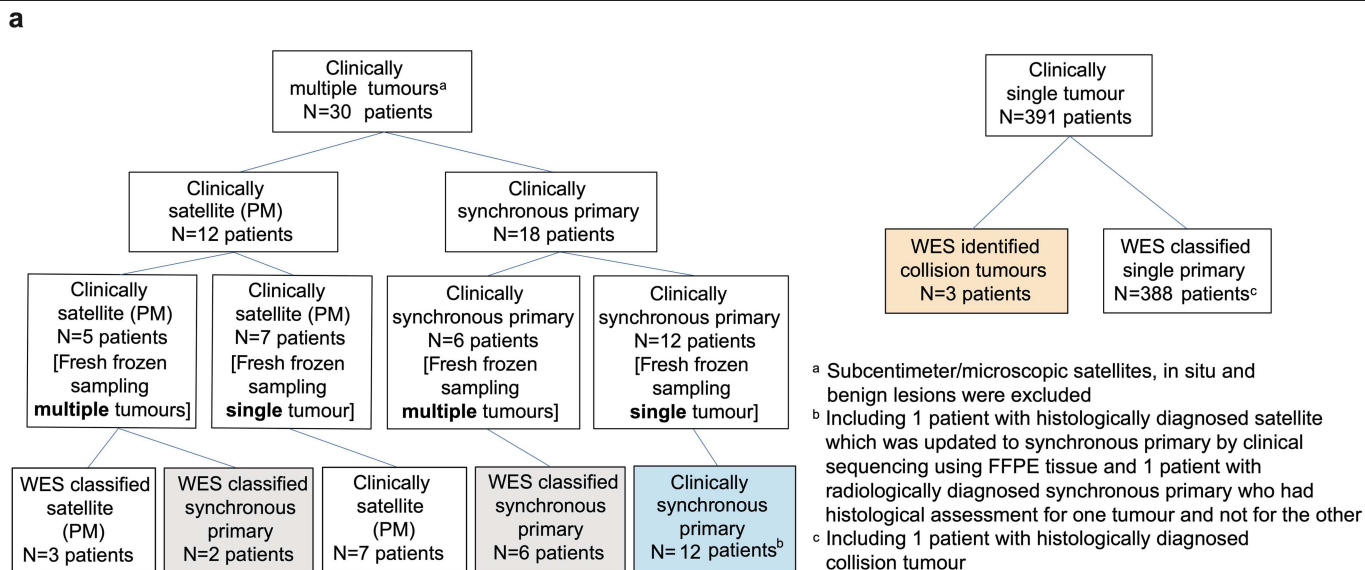 a
Clinically
multiple tumoursᵃ
N=30 patients
Clinically
single tumour
N=391 patients
Clinically
satellite (PM)
N=12 patients
Clinically
synchronous primary
N=18 patients
WES identified
collision tumours
N=3 patients
WES classified
single primary
N=388 patientsᶜ
Clinically
satellite (PM)
N=5 patients
[Fresh frozen
sampling
multiple tumours]
Clinically
satellite (PM)
N=7 patients
[Fresh frozen
sampling
single tumour]
Clinically
synchronous primary
N=6 patients
[Fresh frozen
sampling
multiple tumours]
Clinically
synchronous primary
N=12 patients
[Fresh frozen
sampling
single tumour]
WES classified
satellite
(PM)
N=3 patients
WES classified
synchronous
primary
N=2 patients
Clinically
satellite
(PM)
N=7 patients
WES classified
synchronous
primary
N=6 patients
Clinically
synchronous
primary
N= 12 patientsᵇ
ᵃ Subcentimeter/microscopic satellites, in situ and
benign lesions were excluded
ᵇ Including 1 patient with histologically diagnosed satellite
which was updated to synchronous primary by clinical
sequencing using FFPE tissue and 1 patient with
radiologically diagnosed synchronous primary who had
histological assessment for one tumour and not for the other
ᶜ Including 1 patient with histologically diagnosed
collision tumour